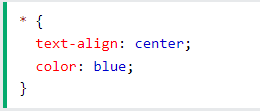 * {
  text-align: center;
  color: blue;
}